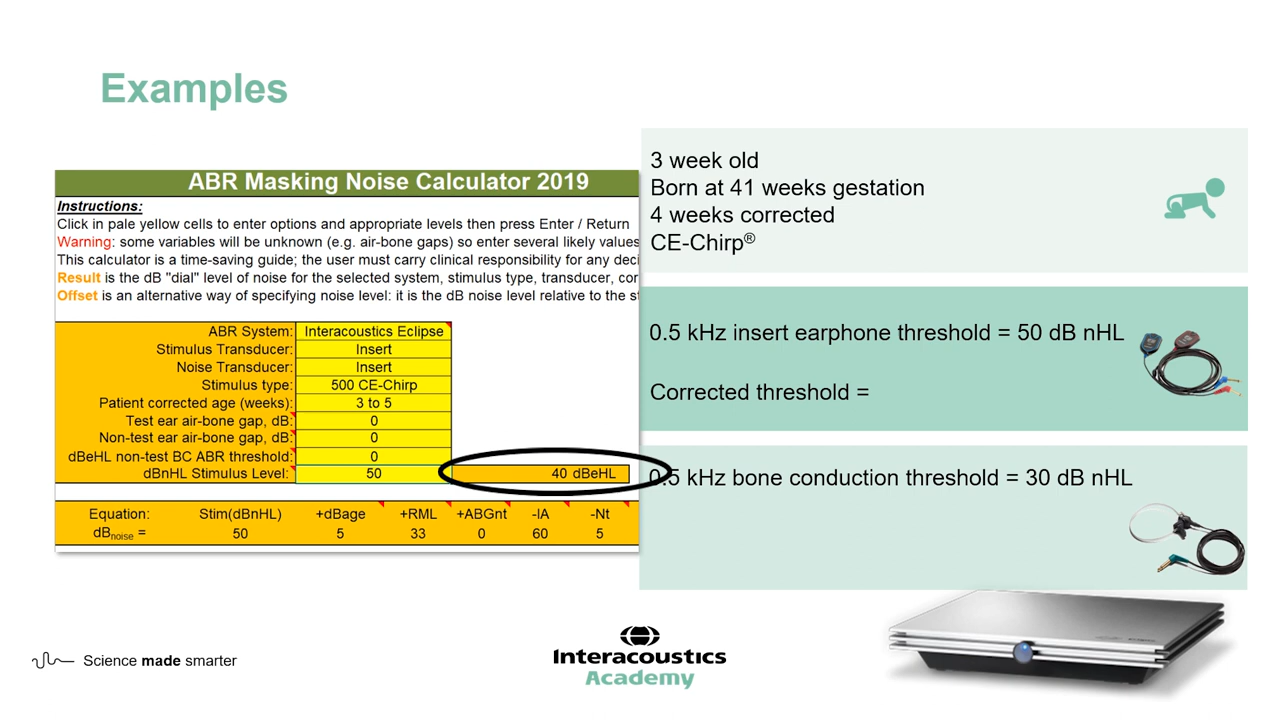 Examples
ABR Masking Noise Calculator 2019
Instructions:
Click in pale yellow cells to enter options and appropriate levels then press Enter / Return
Warning: some variables will be unknown (e.g. air-bone gaps) so enter several likely values
This calculator is a time-saving guide; the user must carry clinical responsibility for any deci
Result is the dB "dial" level of noise for the selected system, stimulus type, transducer, cor
Offset is an alternative way of specifying noise level: it is the dB noise level relative to the st
ABR System: Interacoustics Eclipse
Stimulus Transducer: Insert
Noise Transducer: Insert
Stimulus type: 500 CE-Chirp
Patient corrected age (weeks): 3 to 5
Test ear air-bone gap, dB: 0
Non-test ear air-bone gap, dB: 0
dBeHL non-test BC ABR threshold: 0
dBnHL Stimulus Level: 50 40 dBeHL
Equation: Stim(dBnHL) +dBage +RML +ABGnt -IA -Nt
dBnoise = 50 5 33 0 60 5
3 week old
Born at 41 weeks gestation
4 weeks corrected
CE-Chirp®
0.5 kHz insert earphone threshold = 50 dB nHL
Corrected threshold =
0.5 kHz bone conduction threshold = 30 dB nHL
Science made smarter
Interacoustics
Academy